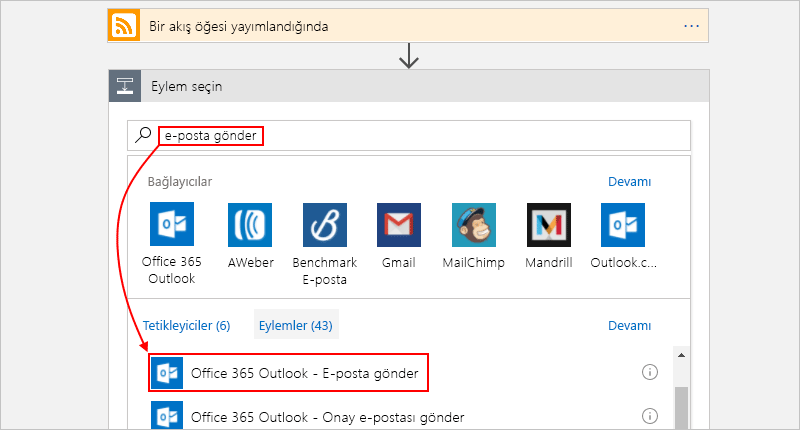 Bir akış öğesi yayımlandığında
Eylem seçin
e-posta gönder
Bağlayıcılar
Devamı
Office 365 Outlook
AWeber
Benchmark E-posta
Gmail
MailChimp
Mandrill
Outlook.c...
Tetikleyiciler (6)
Eylemler (43)
Devamı
Office 365 Outlook - E-posta gönder
Office 365 Outlook - Onay e-postası gönder